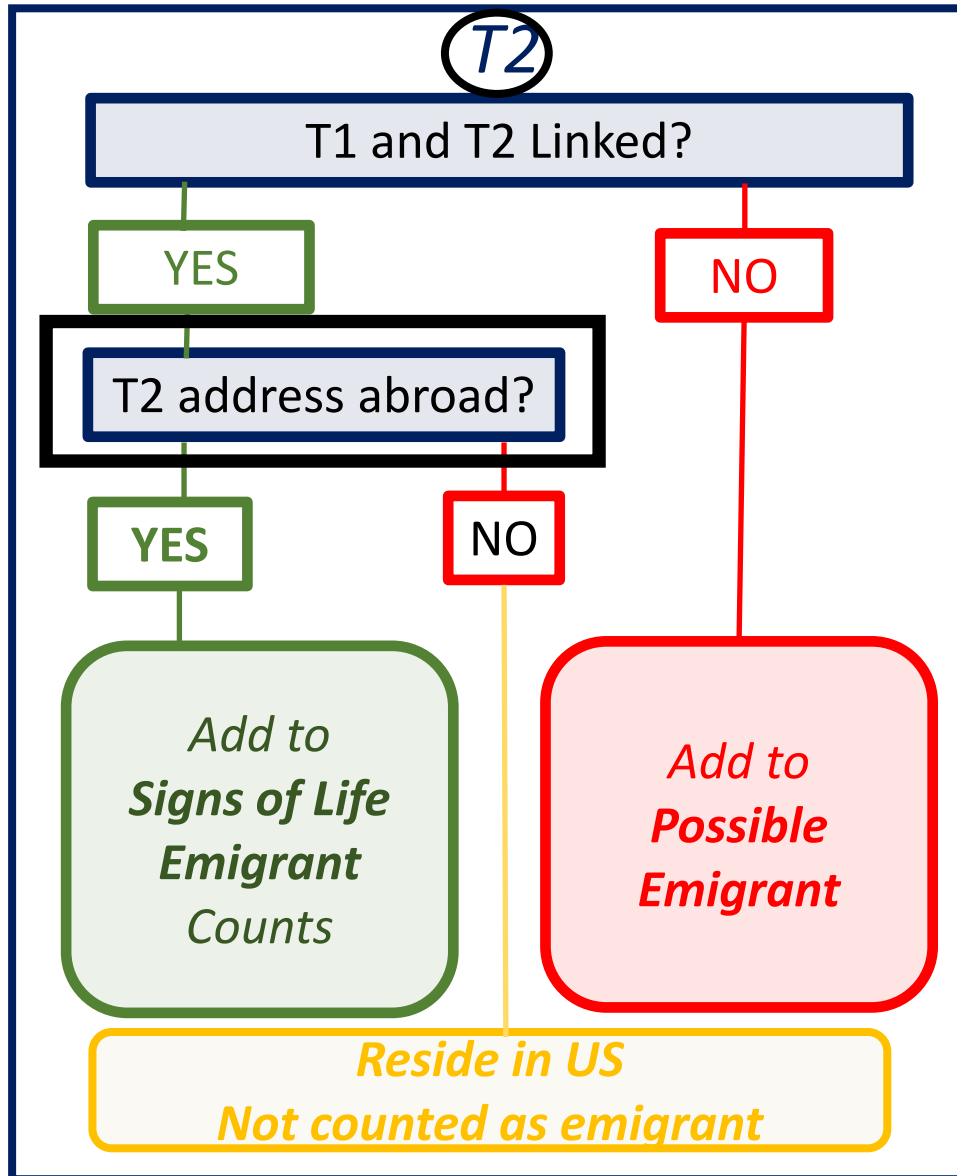 T2
T1 and T2 Linked?
YES
NO
T2 address abroad?
YES
NO
Add to
Signs of Life
Emigrant
Counts
Add to
Possible
Emigrant
Reside in US
Not counted as emigrant